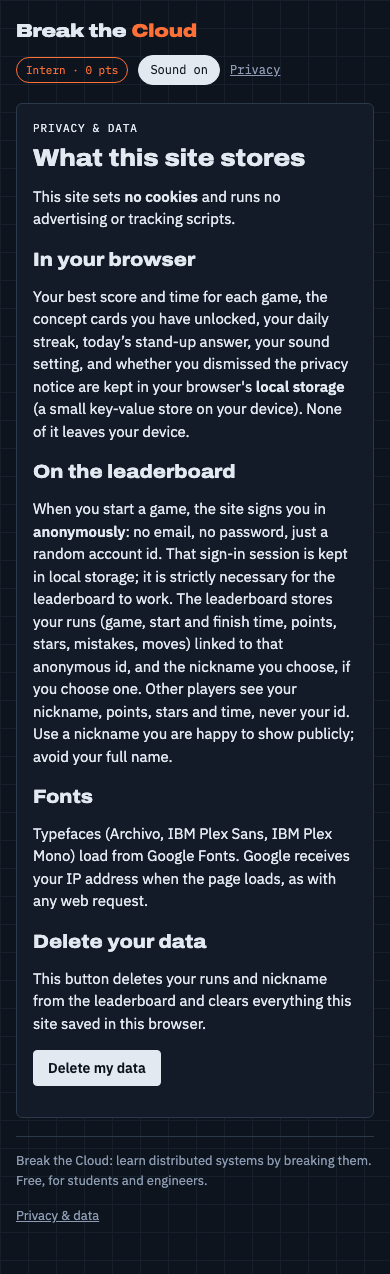 Break the Cloud
Intern · 0 pts
Sound on
Privacy
PRIVACY & DATA
What this site stores
This site sets no cookies and runs no
advertising or tracking scripts.
In your browser
Your best score and time for each game, the
concept cards you have unlocked, your daily
streak, today’s stand-up answer, your sound
setting, and whether you dismissed the privacy
notice are kept in your browser's local storage
(a small key-value store on your device). None
of it leaves your device.
On the leaderboard
When you start a game, the site signs you in
anonymously: no email, no password, just a
random account id. That sign-in session is kept
in local storage; it is strictly necessary for the
leaderboard to work. The leaderboard stores
your runs (game, start and finish time, points,
stars, mistakes, moves) linked to that
anonymous id, and the nickname you choose, if
you choose one. Other players see your
nickname, points, stars and time, never your id.
Use a nickname you are happy to show publicly;
avoid your full name.
Fonts
Typefaces (Archivo, IBM Plex Sans, IBM Plex
Mono) load from Google Fonts. Google receives
your IP address when the page loads, as with
any web request.
Delete your data
This button deletes your runs and nickname
from the leaderboard and clears everything this
site saved in this browser.
Delete my data
Break the Cloud: learn distributed systems by breaking them.
Free, for students and engineers.
Privacy & data